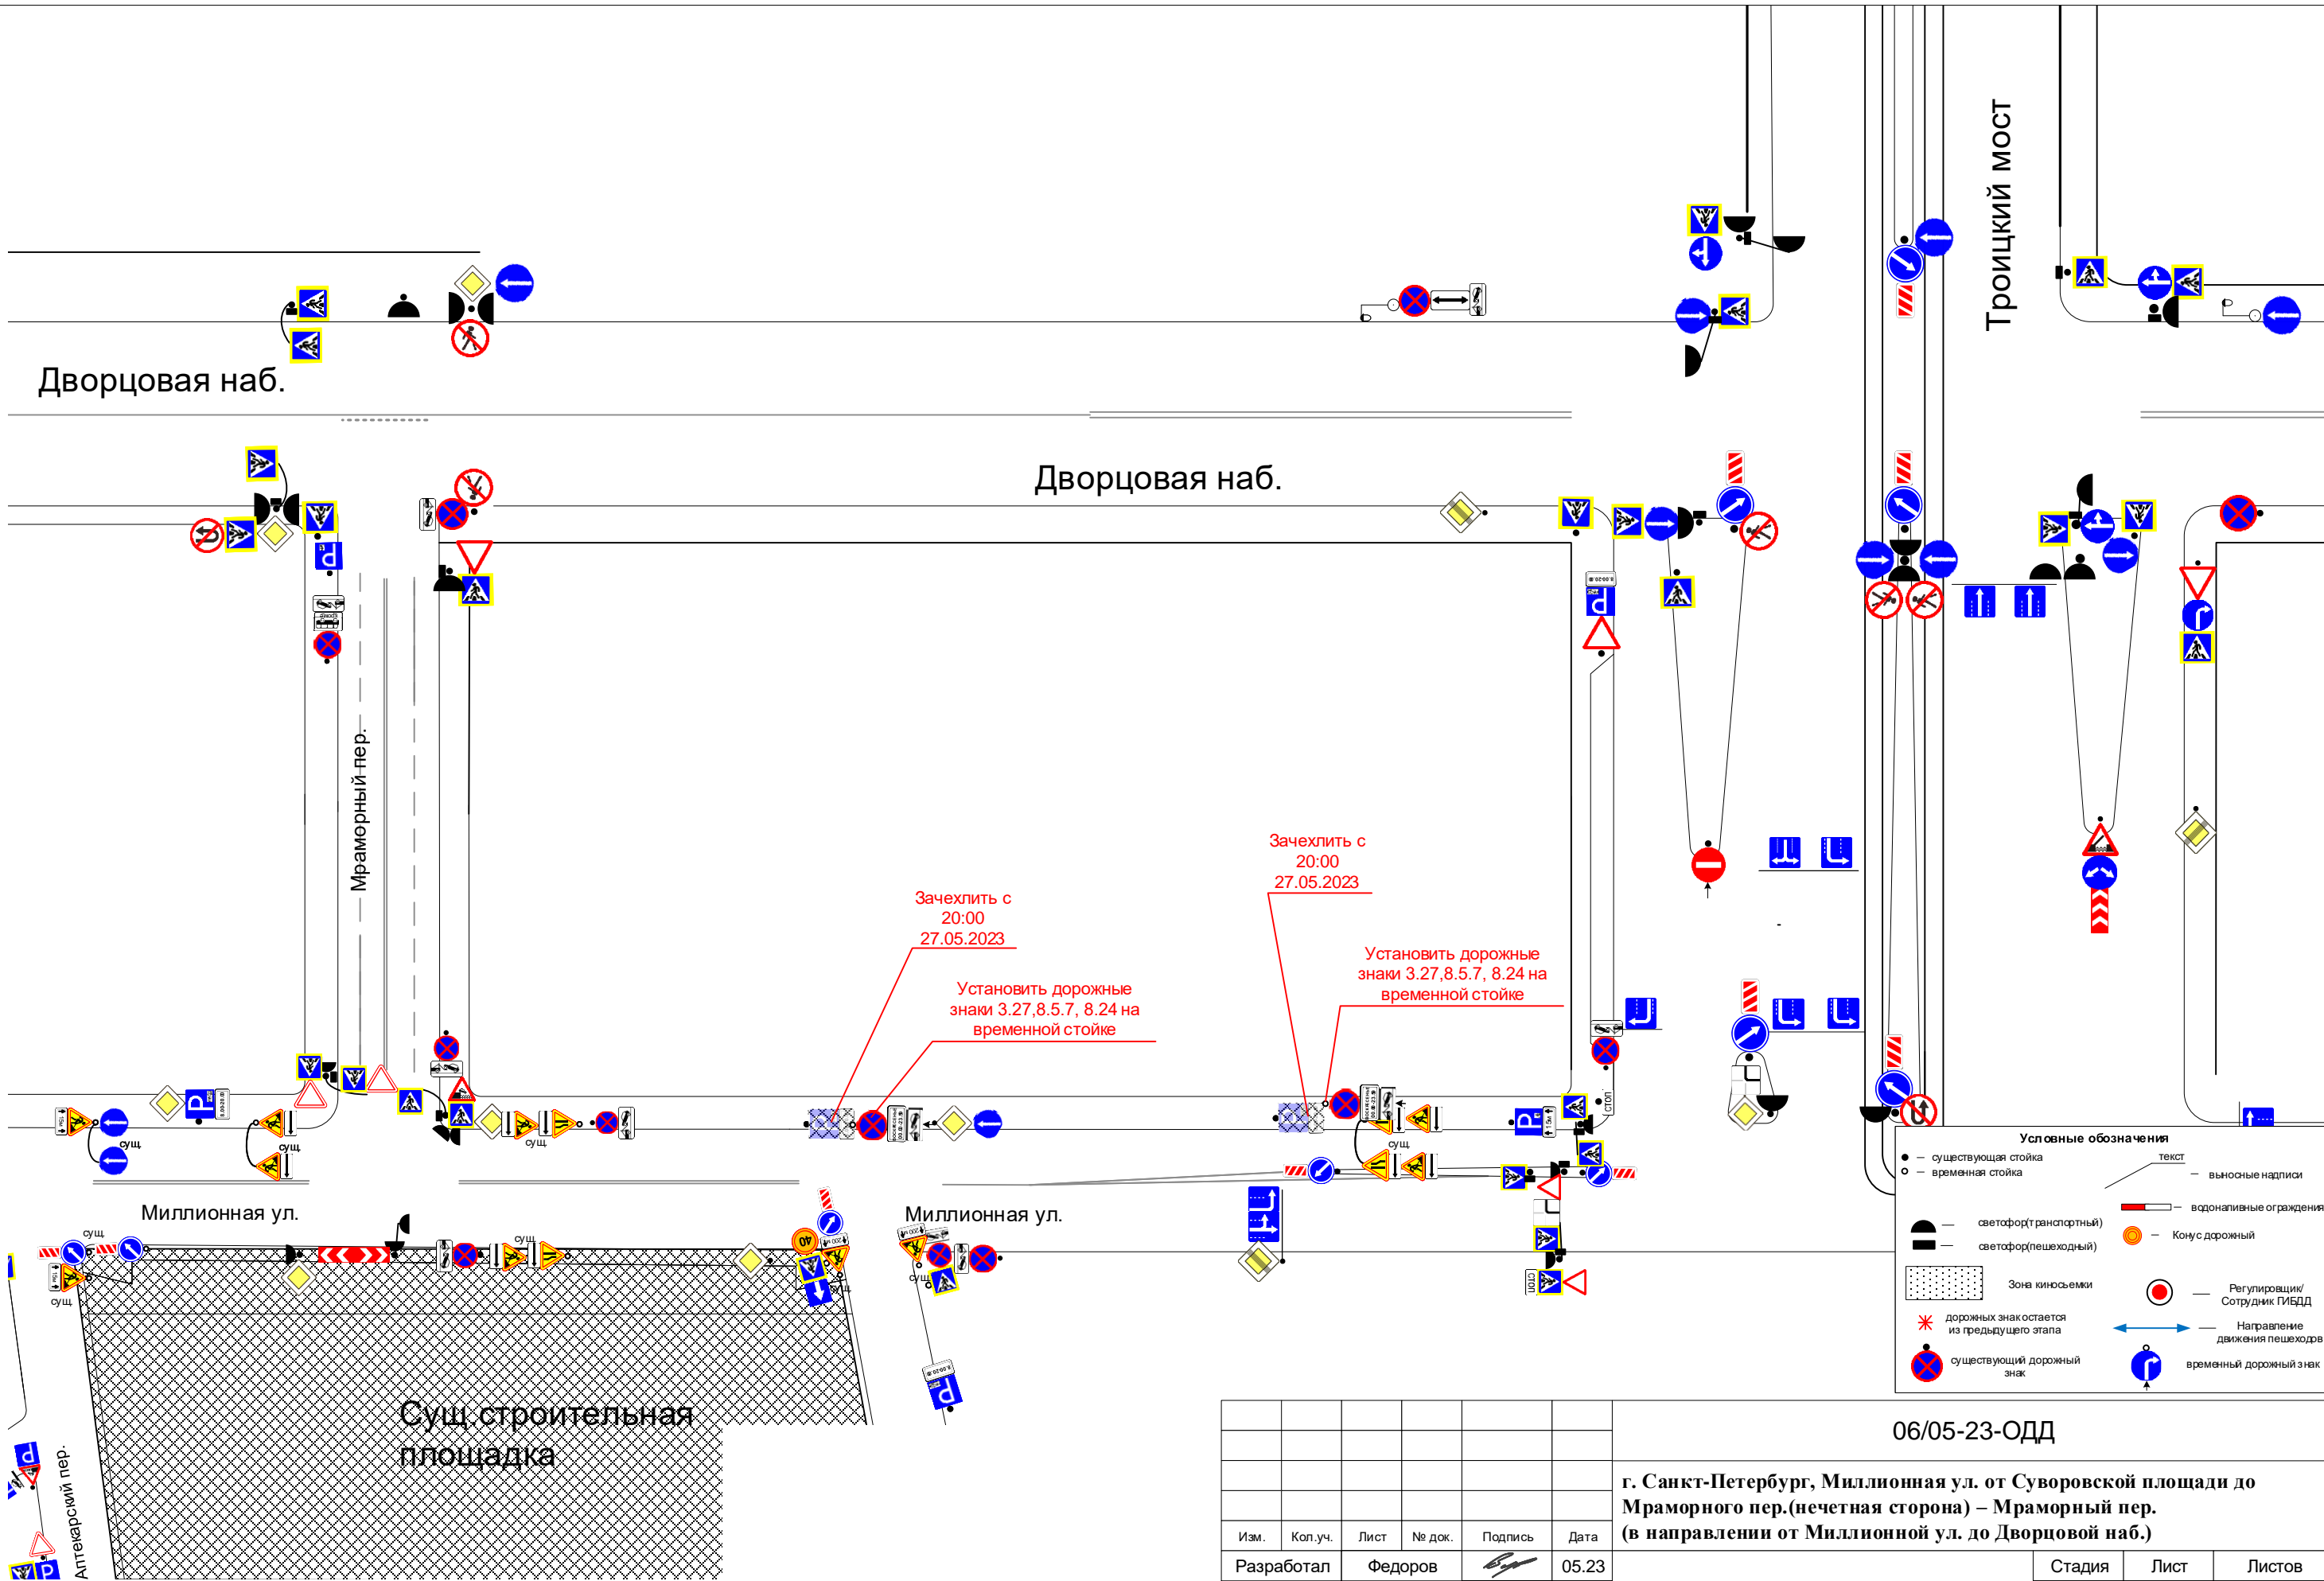 Троицкий мост
Дворцовая наб.
Дворцовая наб.
Мраморный пер.
Зачехлить с
20:00
27.05.2023
Установить дорожные
знаки 3.27,8.5.7, 8.24 на
временной стойке
Зачехлить с
20:00
27.05.2023
Установить дорожные
знаки 3.27,8.5.7, 8.24 на
временной стойке
сущ.
сущ.
сущ.
сущ.
стоп
Миллионная ул.
Миллионная ул.
сущ.
сущ.
сущ.
40
стоп
Сущ.строительная
площадка
Аптекарский пер.
Условные обозначения
существующая стойка
временная стойка
текст
выносные надписи
светофор(транспортный)
светофор(пешеходный)
водоналивные ограждения
Конус дорожный
Зона киносьемки
Регулировщик/
Сотрудник ГИБДД
дорожных знак остается
из предыдущего этапа
Направление
движения пешеходов
существующий дорожный
знак
временный дорожный знак
06/05-23-ОДД
г. Санкт-Петербург, Миллионная ул. от Суворовской площади до
Мраморного пер.(нечетная сторона) – Мраморный пер.
(в направлении от Миллионной ул. до Дворцовой наб.)
Изм. Кол.уч. Лист № док. Подпись Дата
Разработал Федоров 05.23
Стадия Лист Листов